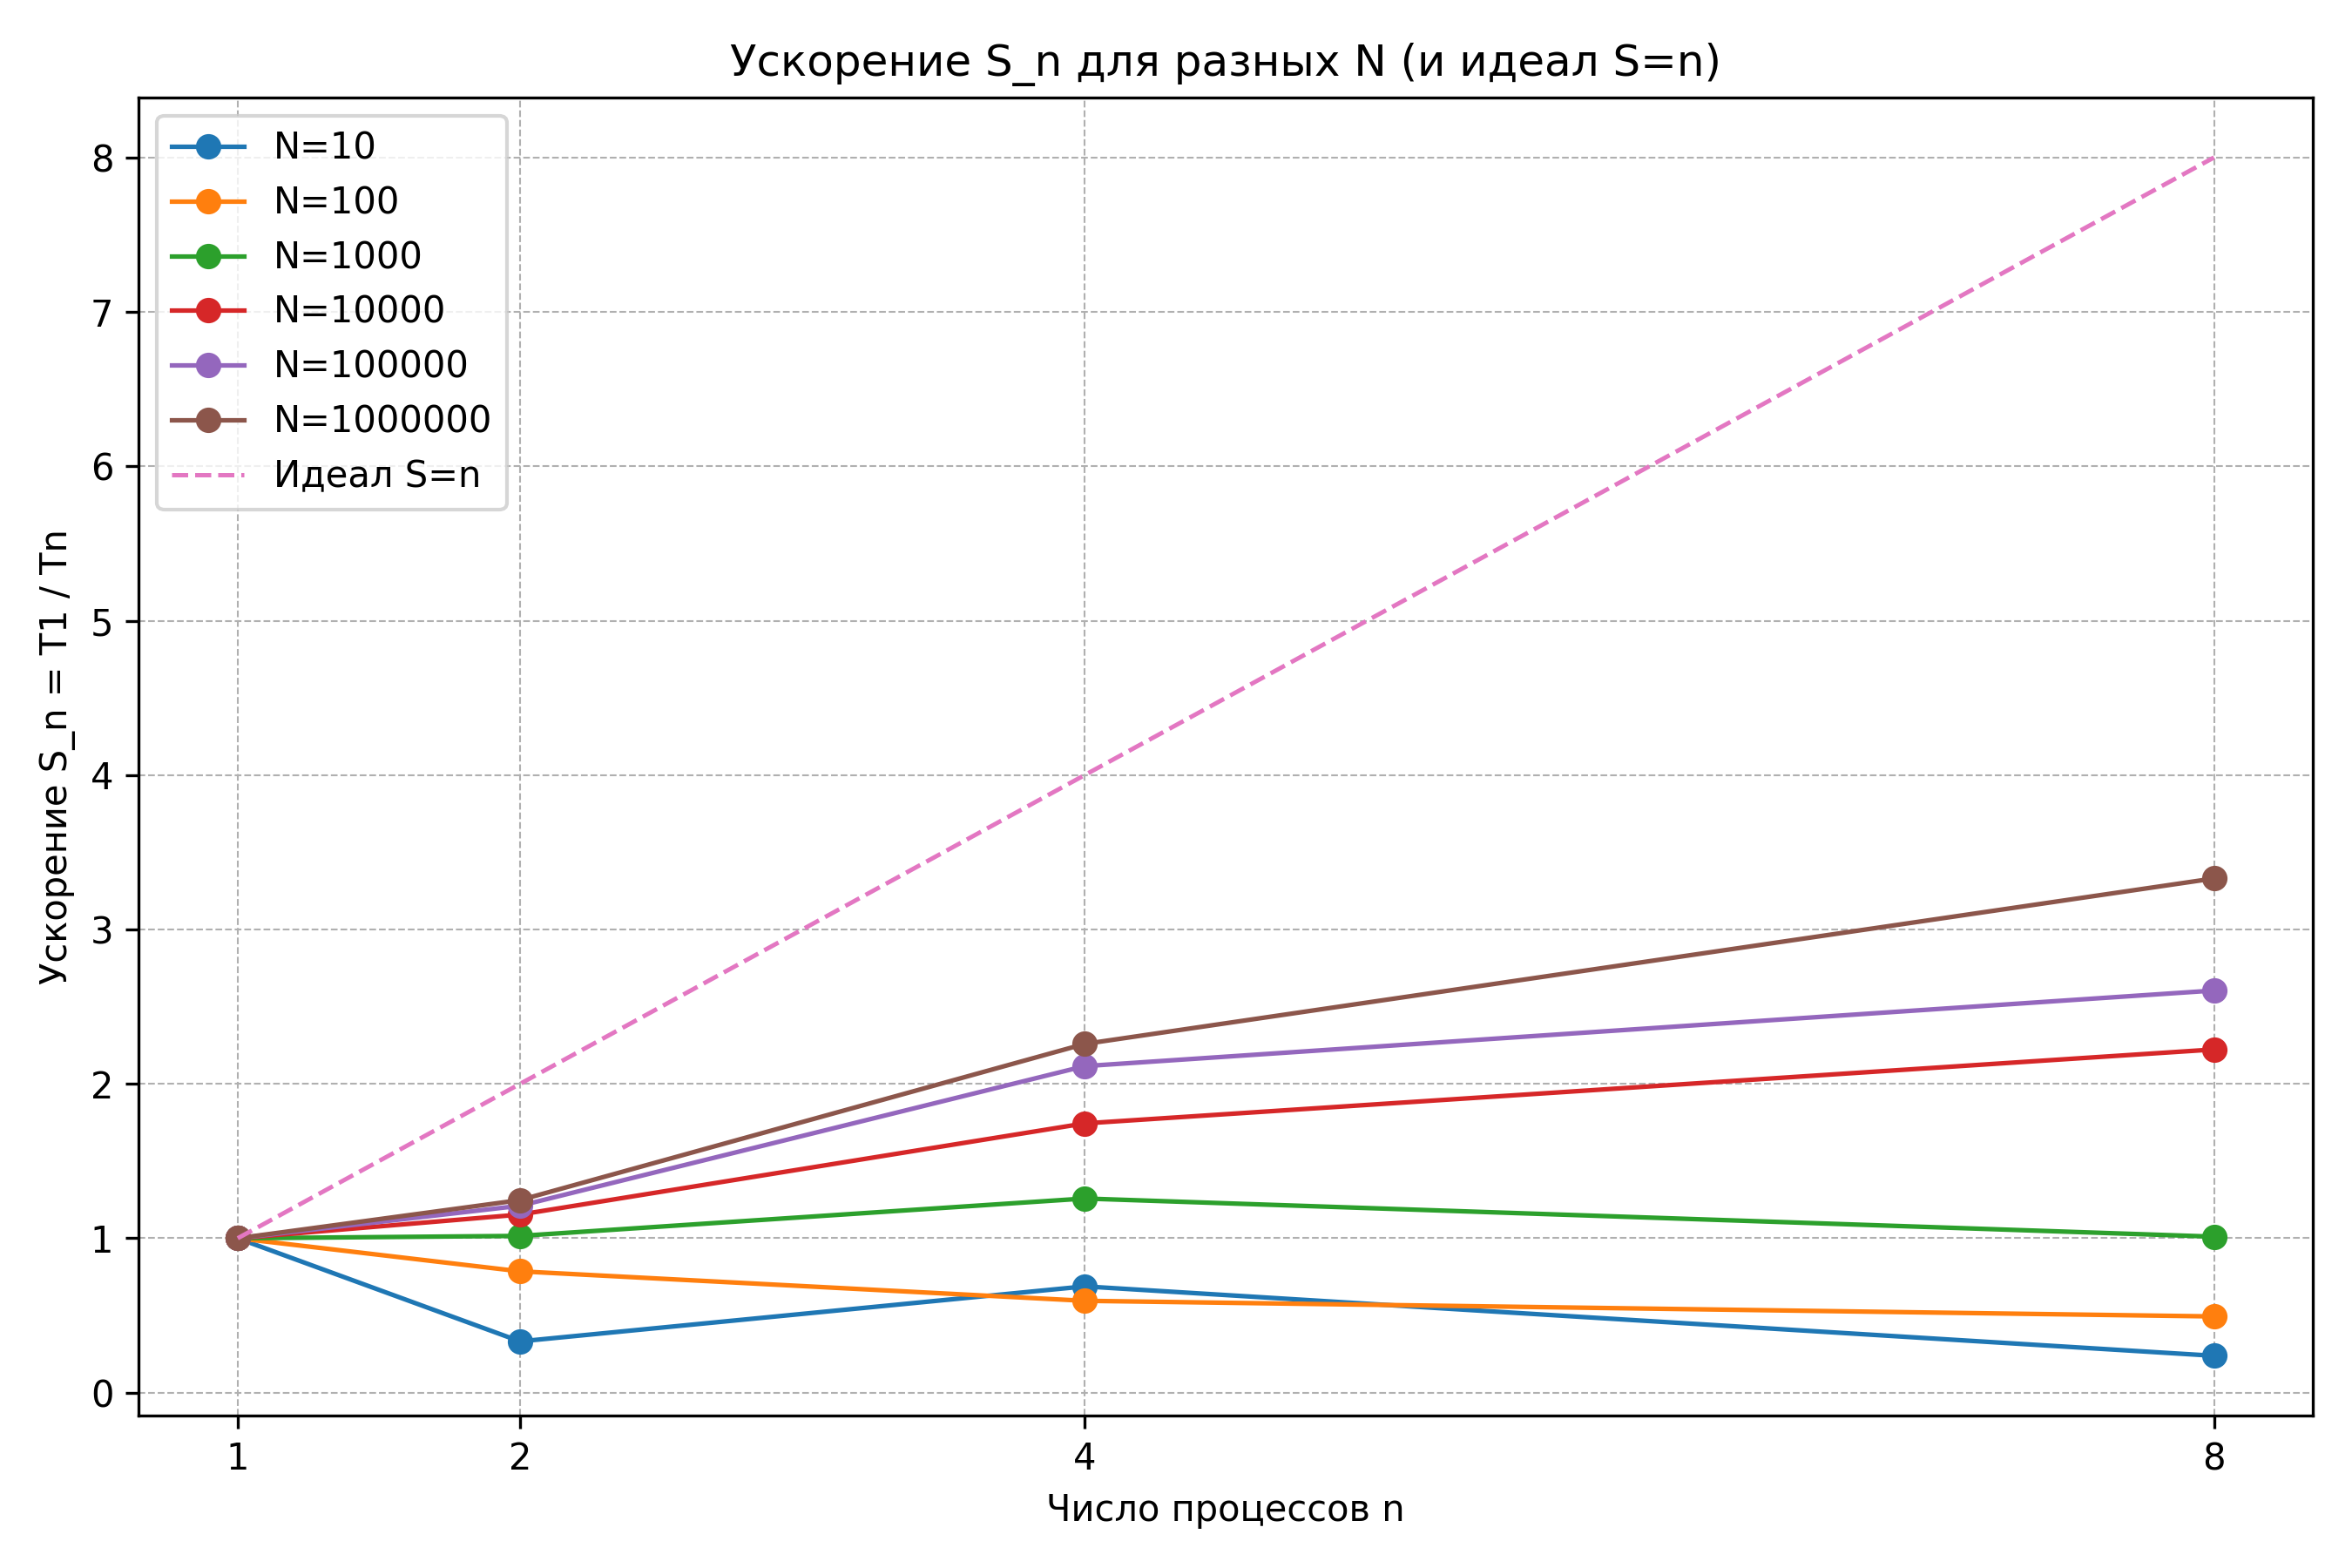 Ускорение S_n для разных N (и идеал S=n)
N=10
N=100
N=1000
N=10000
N=100000
N=1000000
Идеал S=n
Ускорение S_n = T1 / Tn
8
7
6
5
4
3
2
1
0
1 2 4 8
Число процессов n